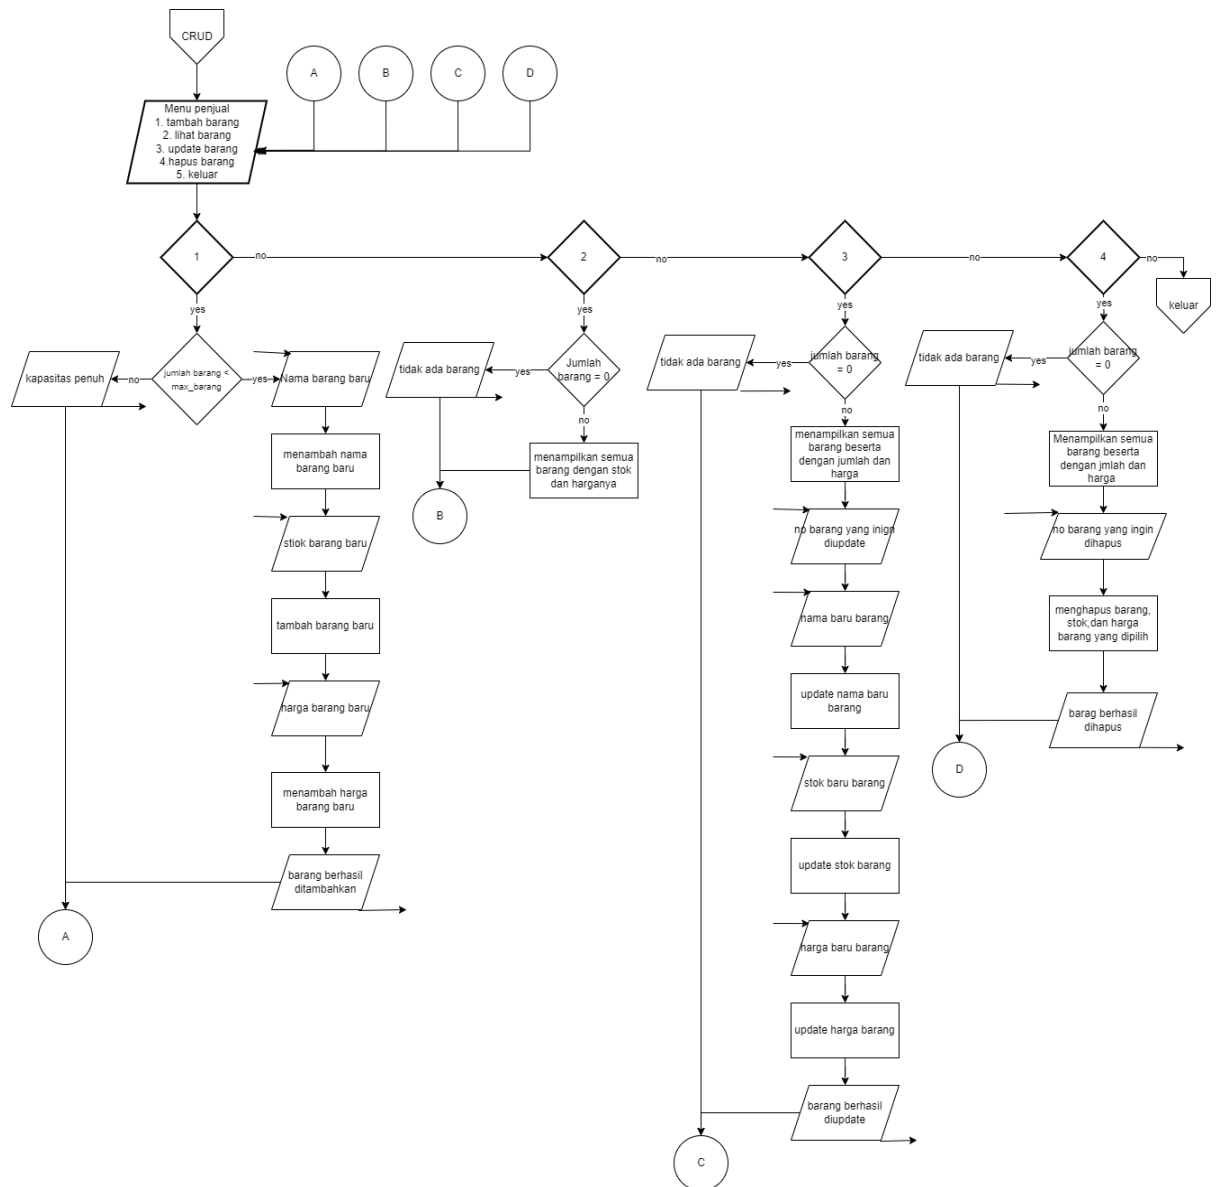 CRUD
A
B
C
D
Menu penjual
1. tambah barang
2. lihat barang
3. update barang
4.hapus barang
5. keluar
1
no
2
no
3
no
4
no
keluar
yes
jumlah barang <
max_barang
no
kapasitas penuh
yes
Nama barang baru
menambah nama
barang baru
stiok barang baru
tambah barang baru
harga barang baru
menambah harga
barang baru
barang berhasil
ditambahkan
A
yes
Jumlah
barang = 0
yes
tidak ada barang
no
menampilkan semua
barang dengan stok
dan harganya
B
yes
jumlah barang
= 0
yes
tidak ada barang
no
menampilkan semua
barang beserta
dengan jumlah dan
harga
no barang yang inign
diupdate
nama baru barang
update nama baru
barang
stok baru barang
update stok barang
harga baru barang
update harga barang
barang berhasil
diupdate
C
yes
jumlah barang
= 0
yes
tidak ada barang
no
Menampilkan semua
barang beserta
dengan jmlah dan
harga
no barang yang ingin
dihapus
menghapus barang,
stok,dan harga
barang yang dipilih
barag berhasil
dihapus
D